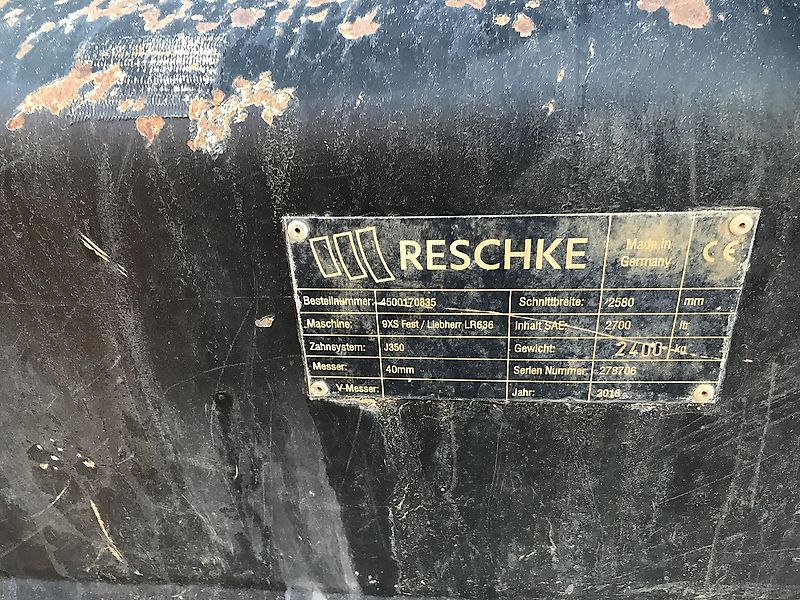 RESCHKE Made in Germany CE
Bestellnummer: 4500170835 Schnittbreite: 2580 mm
Maschine: 9XS Fest / Liebherr LR636 Inhalt SAE: 2700 ltr
Zahnsystem: J350 Gewicht: 2400 kg
Messer: 40mm Serien Nummer: 278706
V-Messer: Jahr: 2016